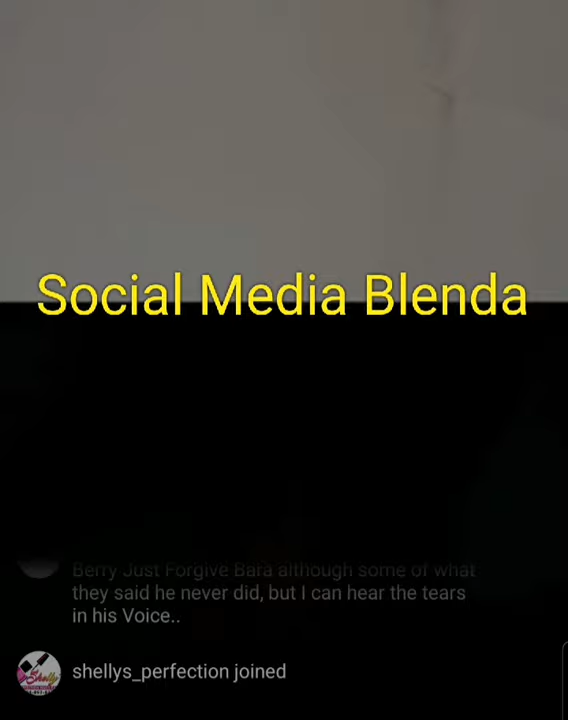 Social Media Blenda
Berry Just Forgive Bara although some of what
they said he never did, but I can hear the tears
in his Voice..
Shelly
shellys_perfection joined